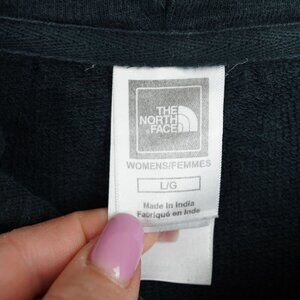 THE
NORTH
FACE
WOMENS/FEMMES
L/G
Made in India
Fabriqué en Inde